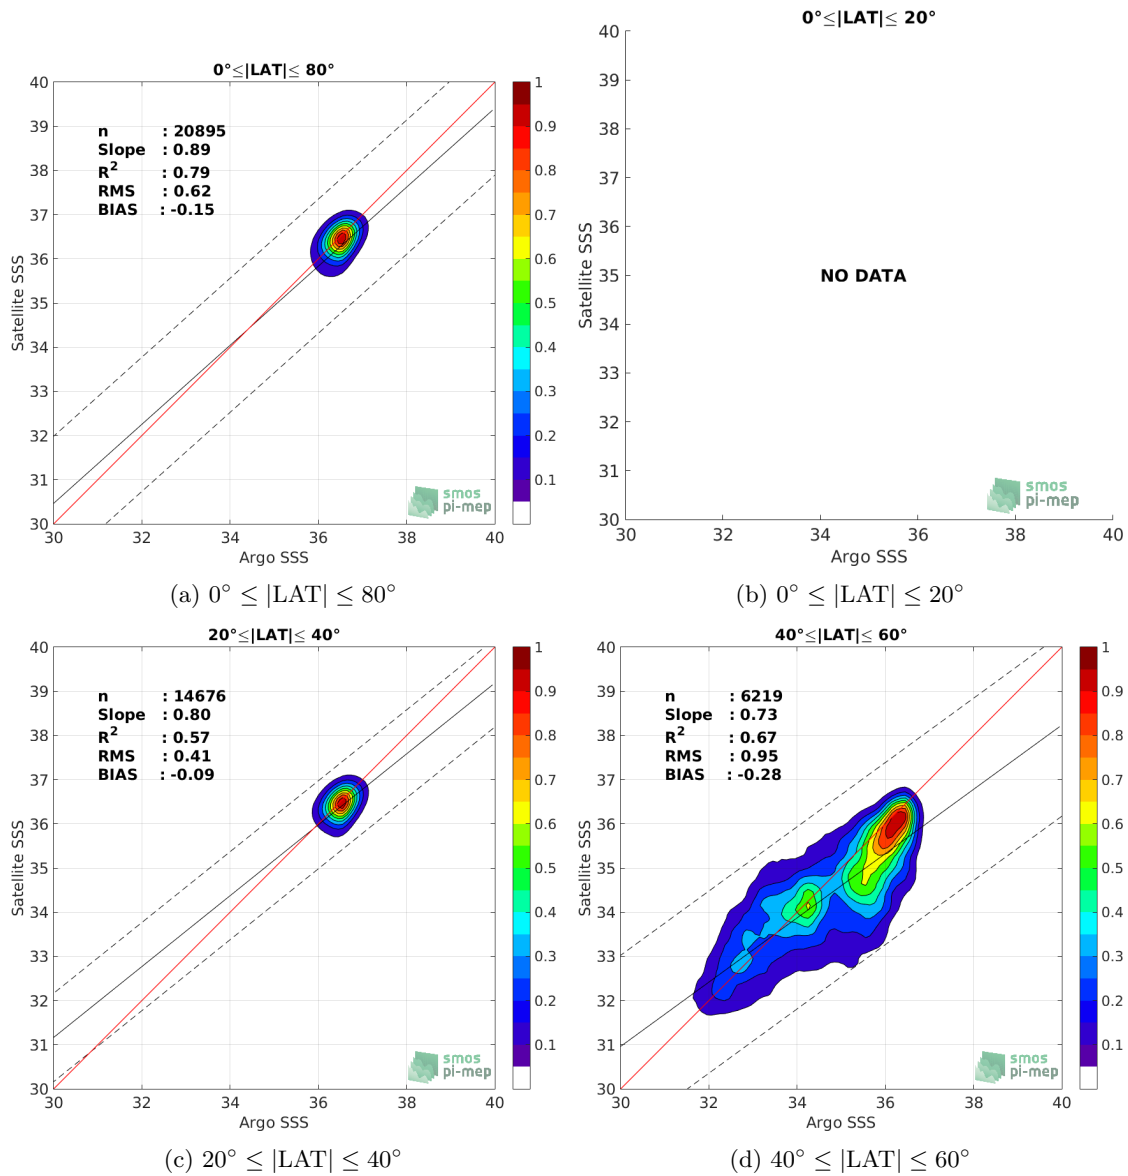 0°≤|LAT|≤ 80°
40
39
38
37
36
35
34
33
32
31
30
Satellite SSS
n : 20895
Slope : 0.89
R² : 0.79
RMS : 0.62
BIAS : -0.15
smos
pi-mep
30 32 34 36 38 40
Argo SSS
1
0.9
0.8
0.7
0.6
0.5
0.4
0.3
0.2
0.1
(a) 0° ≤ |LAT| ≤ 80°
0°≤|LAT|≤ 20°
40
39
38
37
36
35
34
33
32
31
30
Satellite SSS
NO DATA
smos
pi-mep
30 32 34 36 38 40
Argo SSS
(b) 0° ≤ |LAT| ≤ 20°
20°≤|LAT|≤ 40°
40
39
38
37
36
35
34
33
32
31
30
Satellite SSS
n : 14676
Slope : 0.80
R² : 0.57
RMS : 0.41
BIAS : -0.09
smos
pi-mep
30 32 34 36 38 40
Argo SSS
1
0.9
0.8
0.7
0.6
0.5
0.4
0.3
0.2
0.1
(c) 20° ≤ |LAT| ≤ 40°
40°≤|LAT|≤ 60°
40
39
38
37
36
35
34
33
32
31
30
Satellite SSS
n : 6219
Slope : 0.73
R² : 0.67
RMS : 0.95
BIAS : -0.28
smos
pi-mep
30 32 34 36 38 40
Argo SSS
1
0.9
0.8
0.7
0.6
0.5
0.4
0.3
0.2
0.1
(d) 40° ≤ |LAT| ≤ 60°